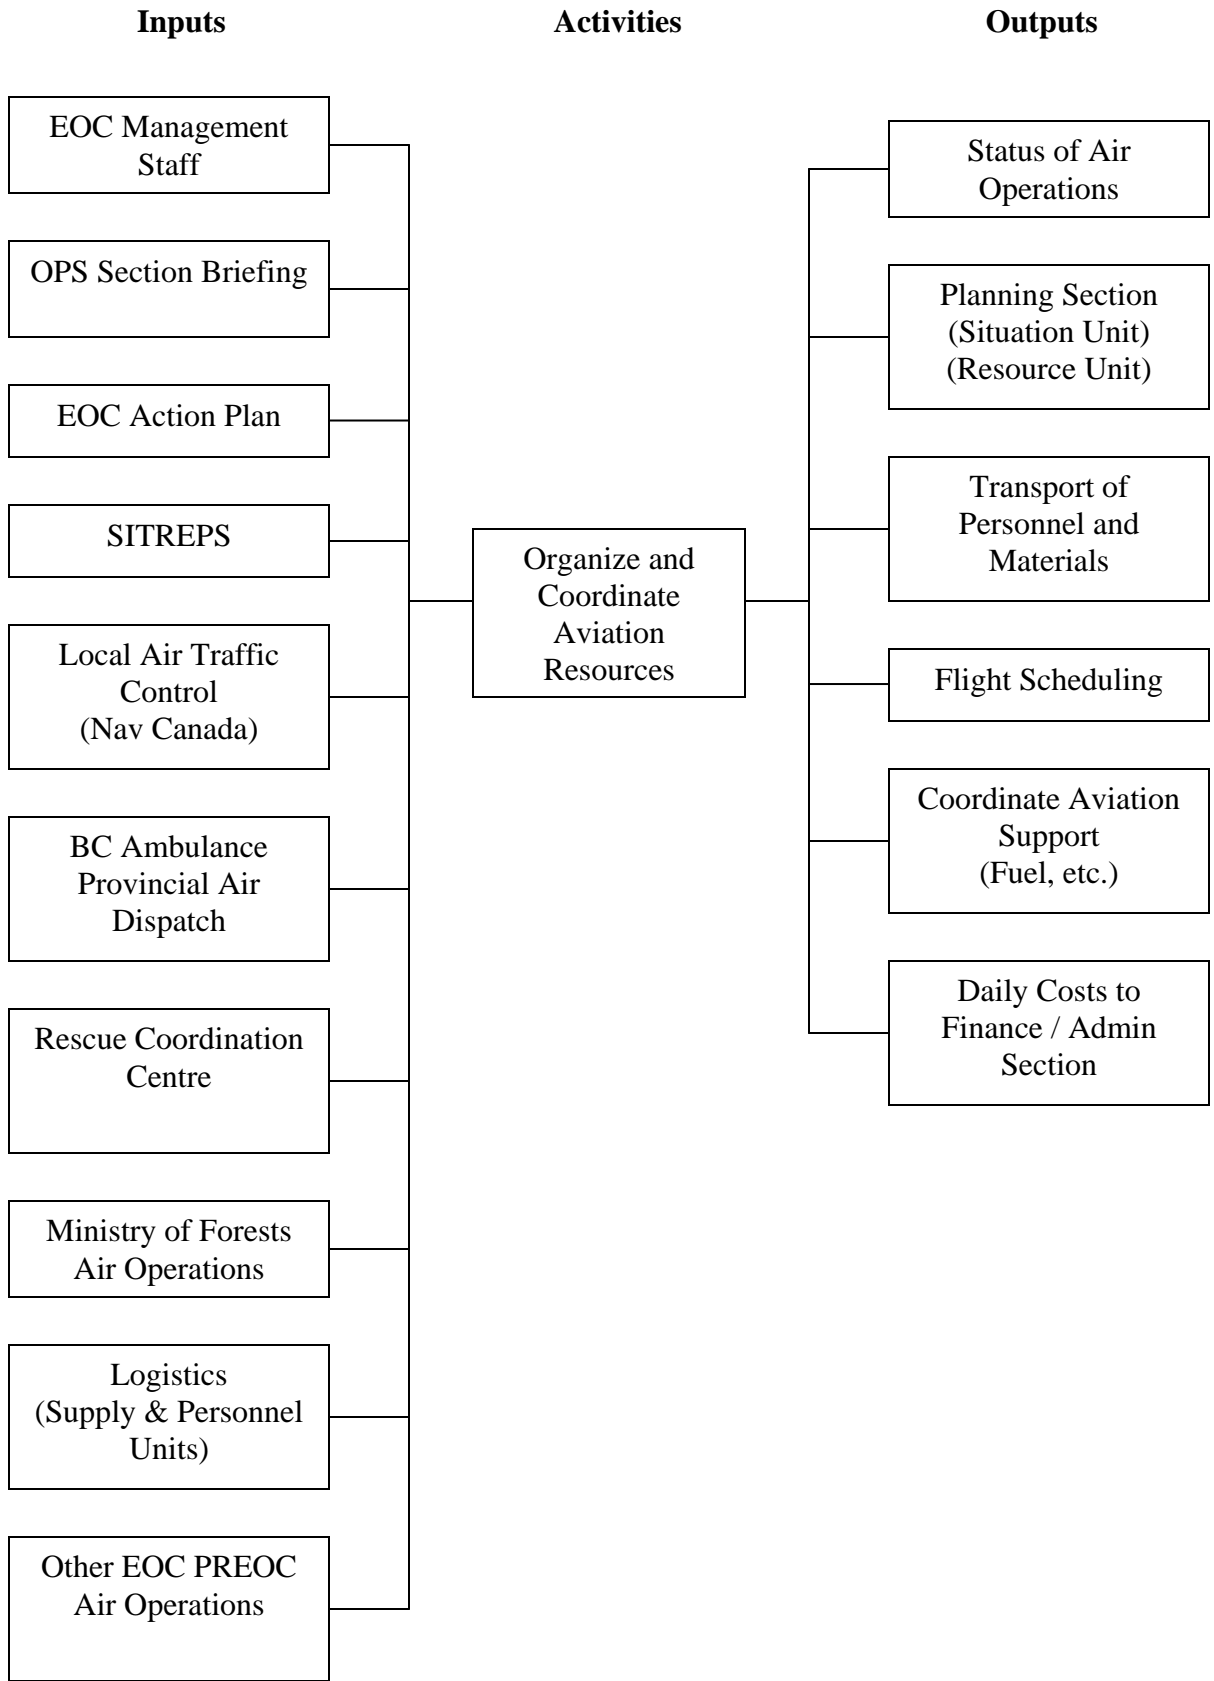 Inputs
Activities
Outputs
EOC Management
Staff
OPS Section Briefing
EOC Action Plan
SITREPS
Local Air Traffic
Control
(Nav Canada)
BC Ambulance
Provincial Air
Dispatch
Rescue Coordination
Centre
Ministry of Forests
Air Operations
Logistics
(Supply & Personnel
Units)
Other EOC PREOC
Air Operations
Organize and
Coordinate
Aviation
Resources
Status of Air
Operations
Planning Section
(Situation Unit)
(Resource Unit)
Transport of
Personnel and
Materials
Flight Scheduling
Coordinate Aviation
Support
(Fuel, etc.)
Daily Costs to
Finance / Admin
Section